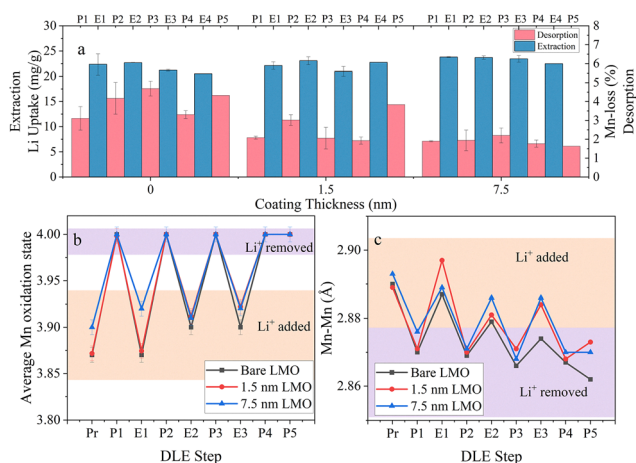 P1 E1 P2 E2 P3 E3 P4 E4 P5 P1 E1 P2 E2 P3 E3 P4 E4 P5 P1 E1 P2 E2 P3 E3 P4 E4 P5
a
Desorption
Extraction
Extraction
Li Uptake (mg/g)
30
25
20
15
10
5
0
8
7
6
5
4
3
2
1
0
Mn-loss (%)
Desorption
0 1.5 7.5
Coating Thickness (nm)
b
Li⁺ removed
Li⁺ added
Average Mn oxidation state
4.00
3.95
3.90
3.85
3.80
Bare LMO
1.5 nm LMO
7.5 nm LMO
Pr P1 E1 P2 E2 P3 E3 P4 P5
DLE Step
c
Li⁺ added
Li⁺ removed
Mn-Mn (Å)
2.90
2.88
2.86
Bare LMO
1.5 nm LMO
7.5 nm LMO
Pr P1 E1 P2 E2 P3 E3 P4 P5
DLE Step